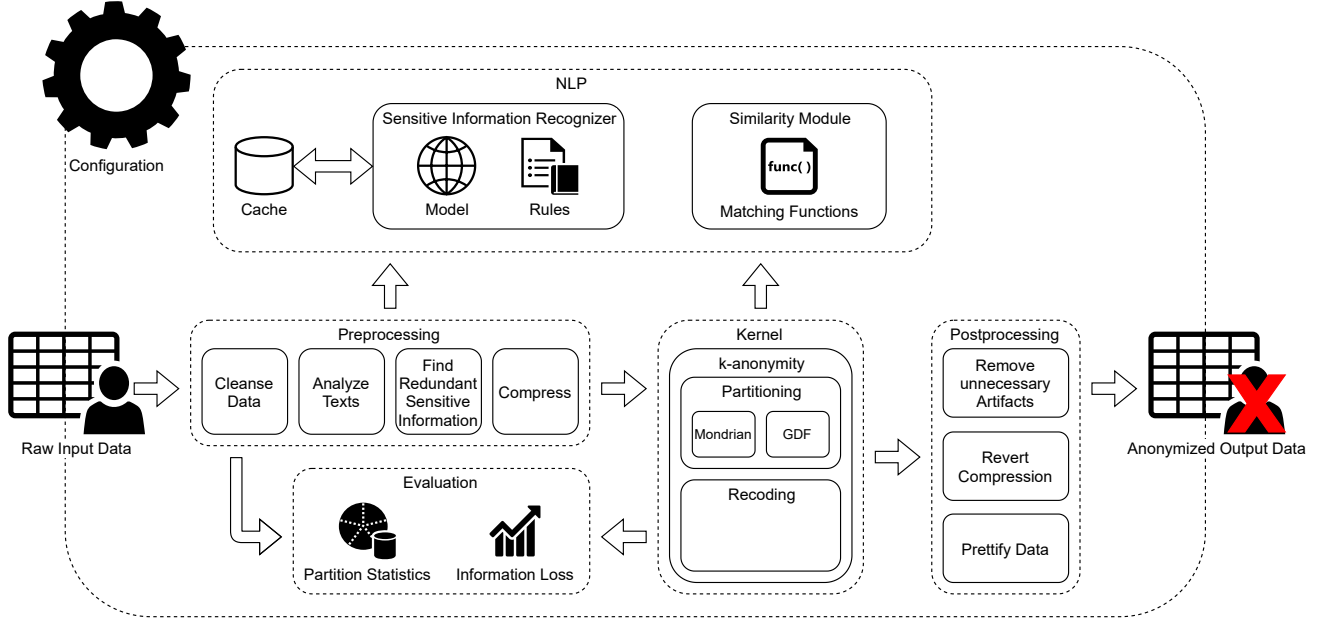 Configuration
NLP
Sensitive Information Recognizer
Similarity Module
func( )
Cache
Model
Rules
Matching Functions
Raw Input Data
Preprocessing
Cleanse
Data
Analyze
Texts
Find
Redundant
Sensitive
Information
Compress
Kernel
k-anonymity
Partitioning
Mondrian
GDF
Recoding
Evaluation
Partition Statistics
Information Loss
Postprocessing
Remove
unnecessary
Artifacts
Revert
Compression
Prettify Data
Anonymized Output Data